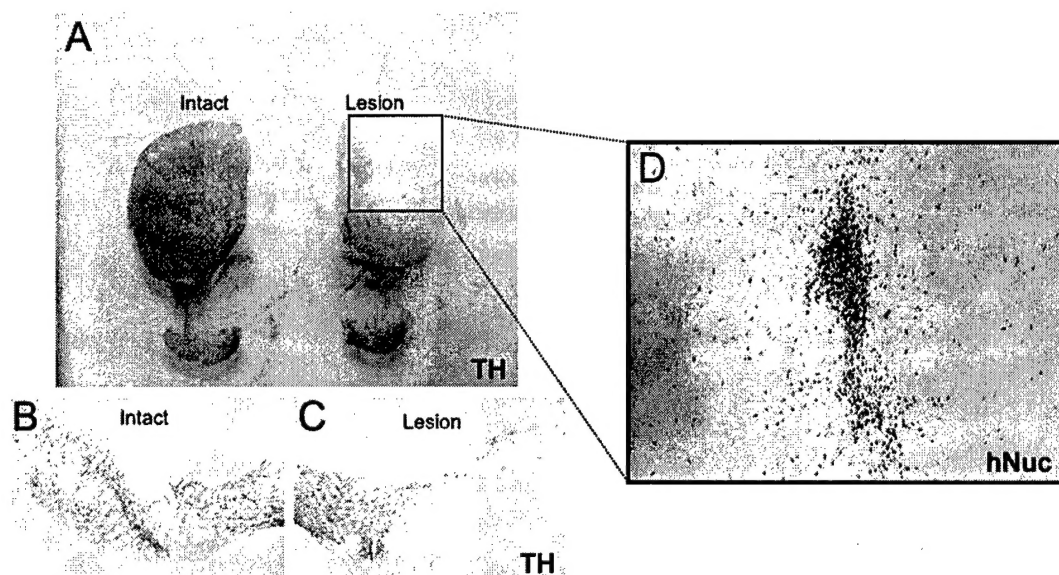 A
Intact
Lesion
TH
D
hNuc
B
Intact
C
Lesion
TH